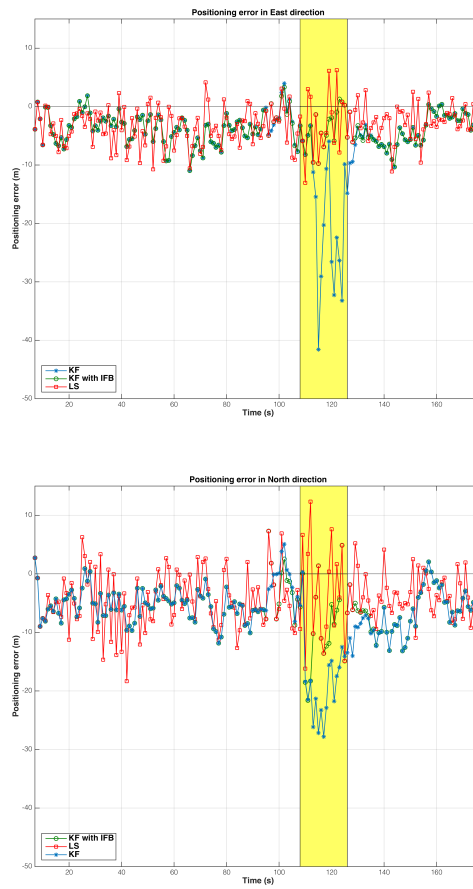 Positioning error in East direction
10
0
-10
-20
-30
-40
-50
Positioning error (m)
KF
KF with IFB
LS
20
40
60
80
100
120
140
160
Time (s)
Positioning error in North direction
10
0
-10
-20
-30
-40
-50
Positioning error (m)
KF with IFB
LS
KF
20
40
60
80
100
120
140
160
Time (s)